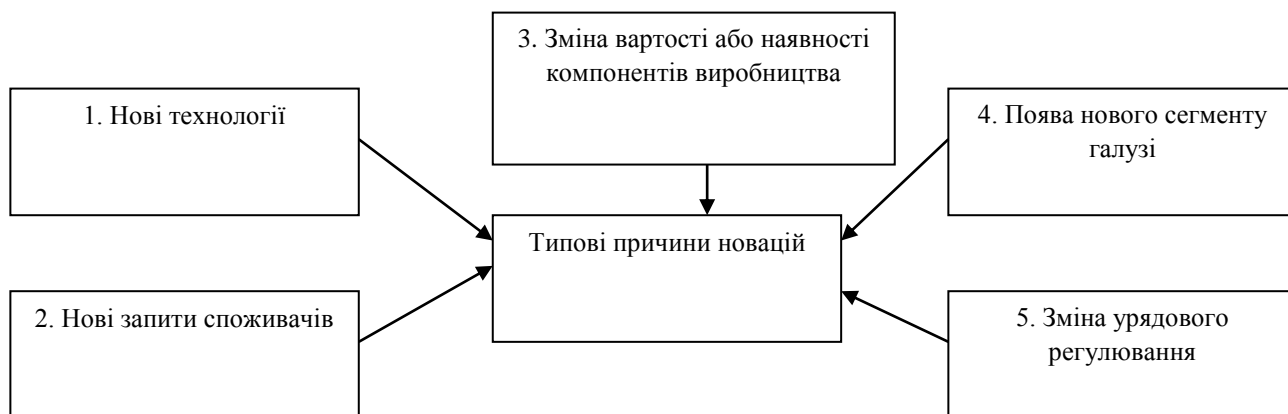 3. Зміна вартості або наявності
компонентів виробництва
1. Нові технології
4. Поява нового сегменту
галузі
Типові причини новацій
2. Нові запити споживачів
5. Зміна урядового
регулювання